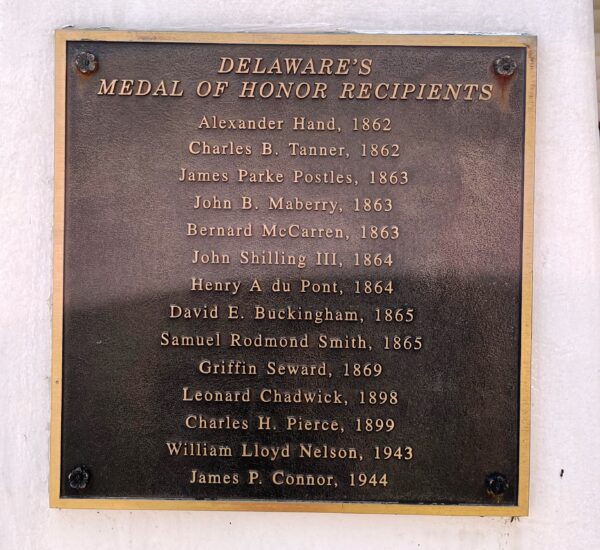 DELAWARE'S
MEDAL OF HONOR RECIPIENTS
Alexander Hand, 1862
Charles B. Tanner, 1862
James Parke Postles, 1863
John B. Maberry, 1863
Bernard McCarren, 1863
John Shilling III, 1864
Henry A du Pont, 1864
David E. Buckingham, 1865
Samuel Rodmond Smith, 1865
Griffin Seward, 1869
Leonard Chadwick, 1898
Charles H. Pierce, 1899
William Lloyd Nelson, 1943
James P. Connor, 1944